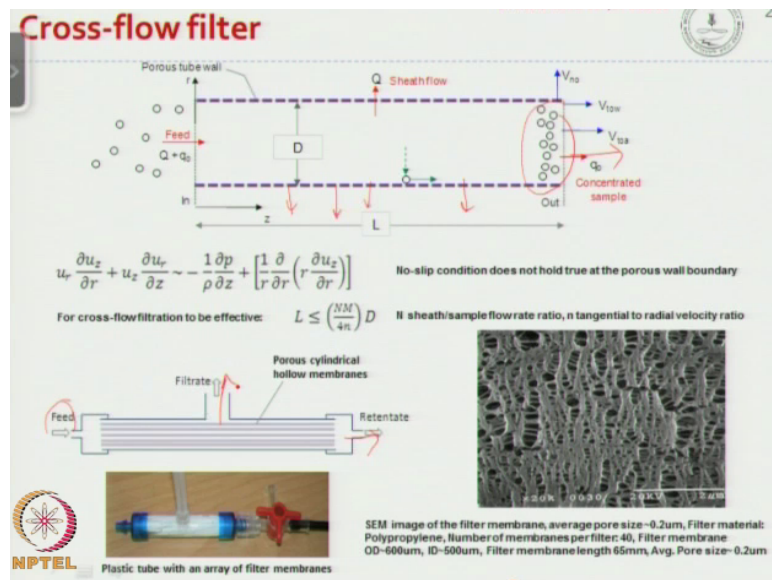 Cross-flow filter
Porous tube wall
r
Q Sheath flow
V
Feed
D
Q + q₀
q₀
Concentrated
sample
In
Out
z
L
u_r ∂u_z/∂r + u_z ∂u_r/∂z ~ - 1/ρ ∂p/∂z + [1/r ∂/∂r (r ∂u_z/∂r)]
No-slip condition does not hold true at the porous wall boundary
For cross-flow filtration to be effective: L ≤ (NM/4n) D N sheath/sample flow rate ratio, n tangential to radial velocity ratio
Porous cylindrical
hollow membranes
Filtrate
Feed
Retentate
×20K 0030/ 20KV 2um
SEM image of the filter membrane, average pore size~0.2um, Filter material:
Polypropylene, Number of membranes per filter: 40, Filter membrane
OD~600um, ID~500um, Filter membrane length 65mm, Avg. Pore size~ 0.2um
NPTEL
Plastic tube with an array of filter membranes